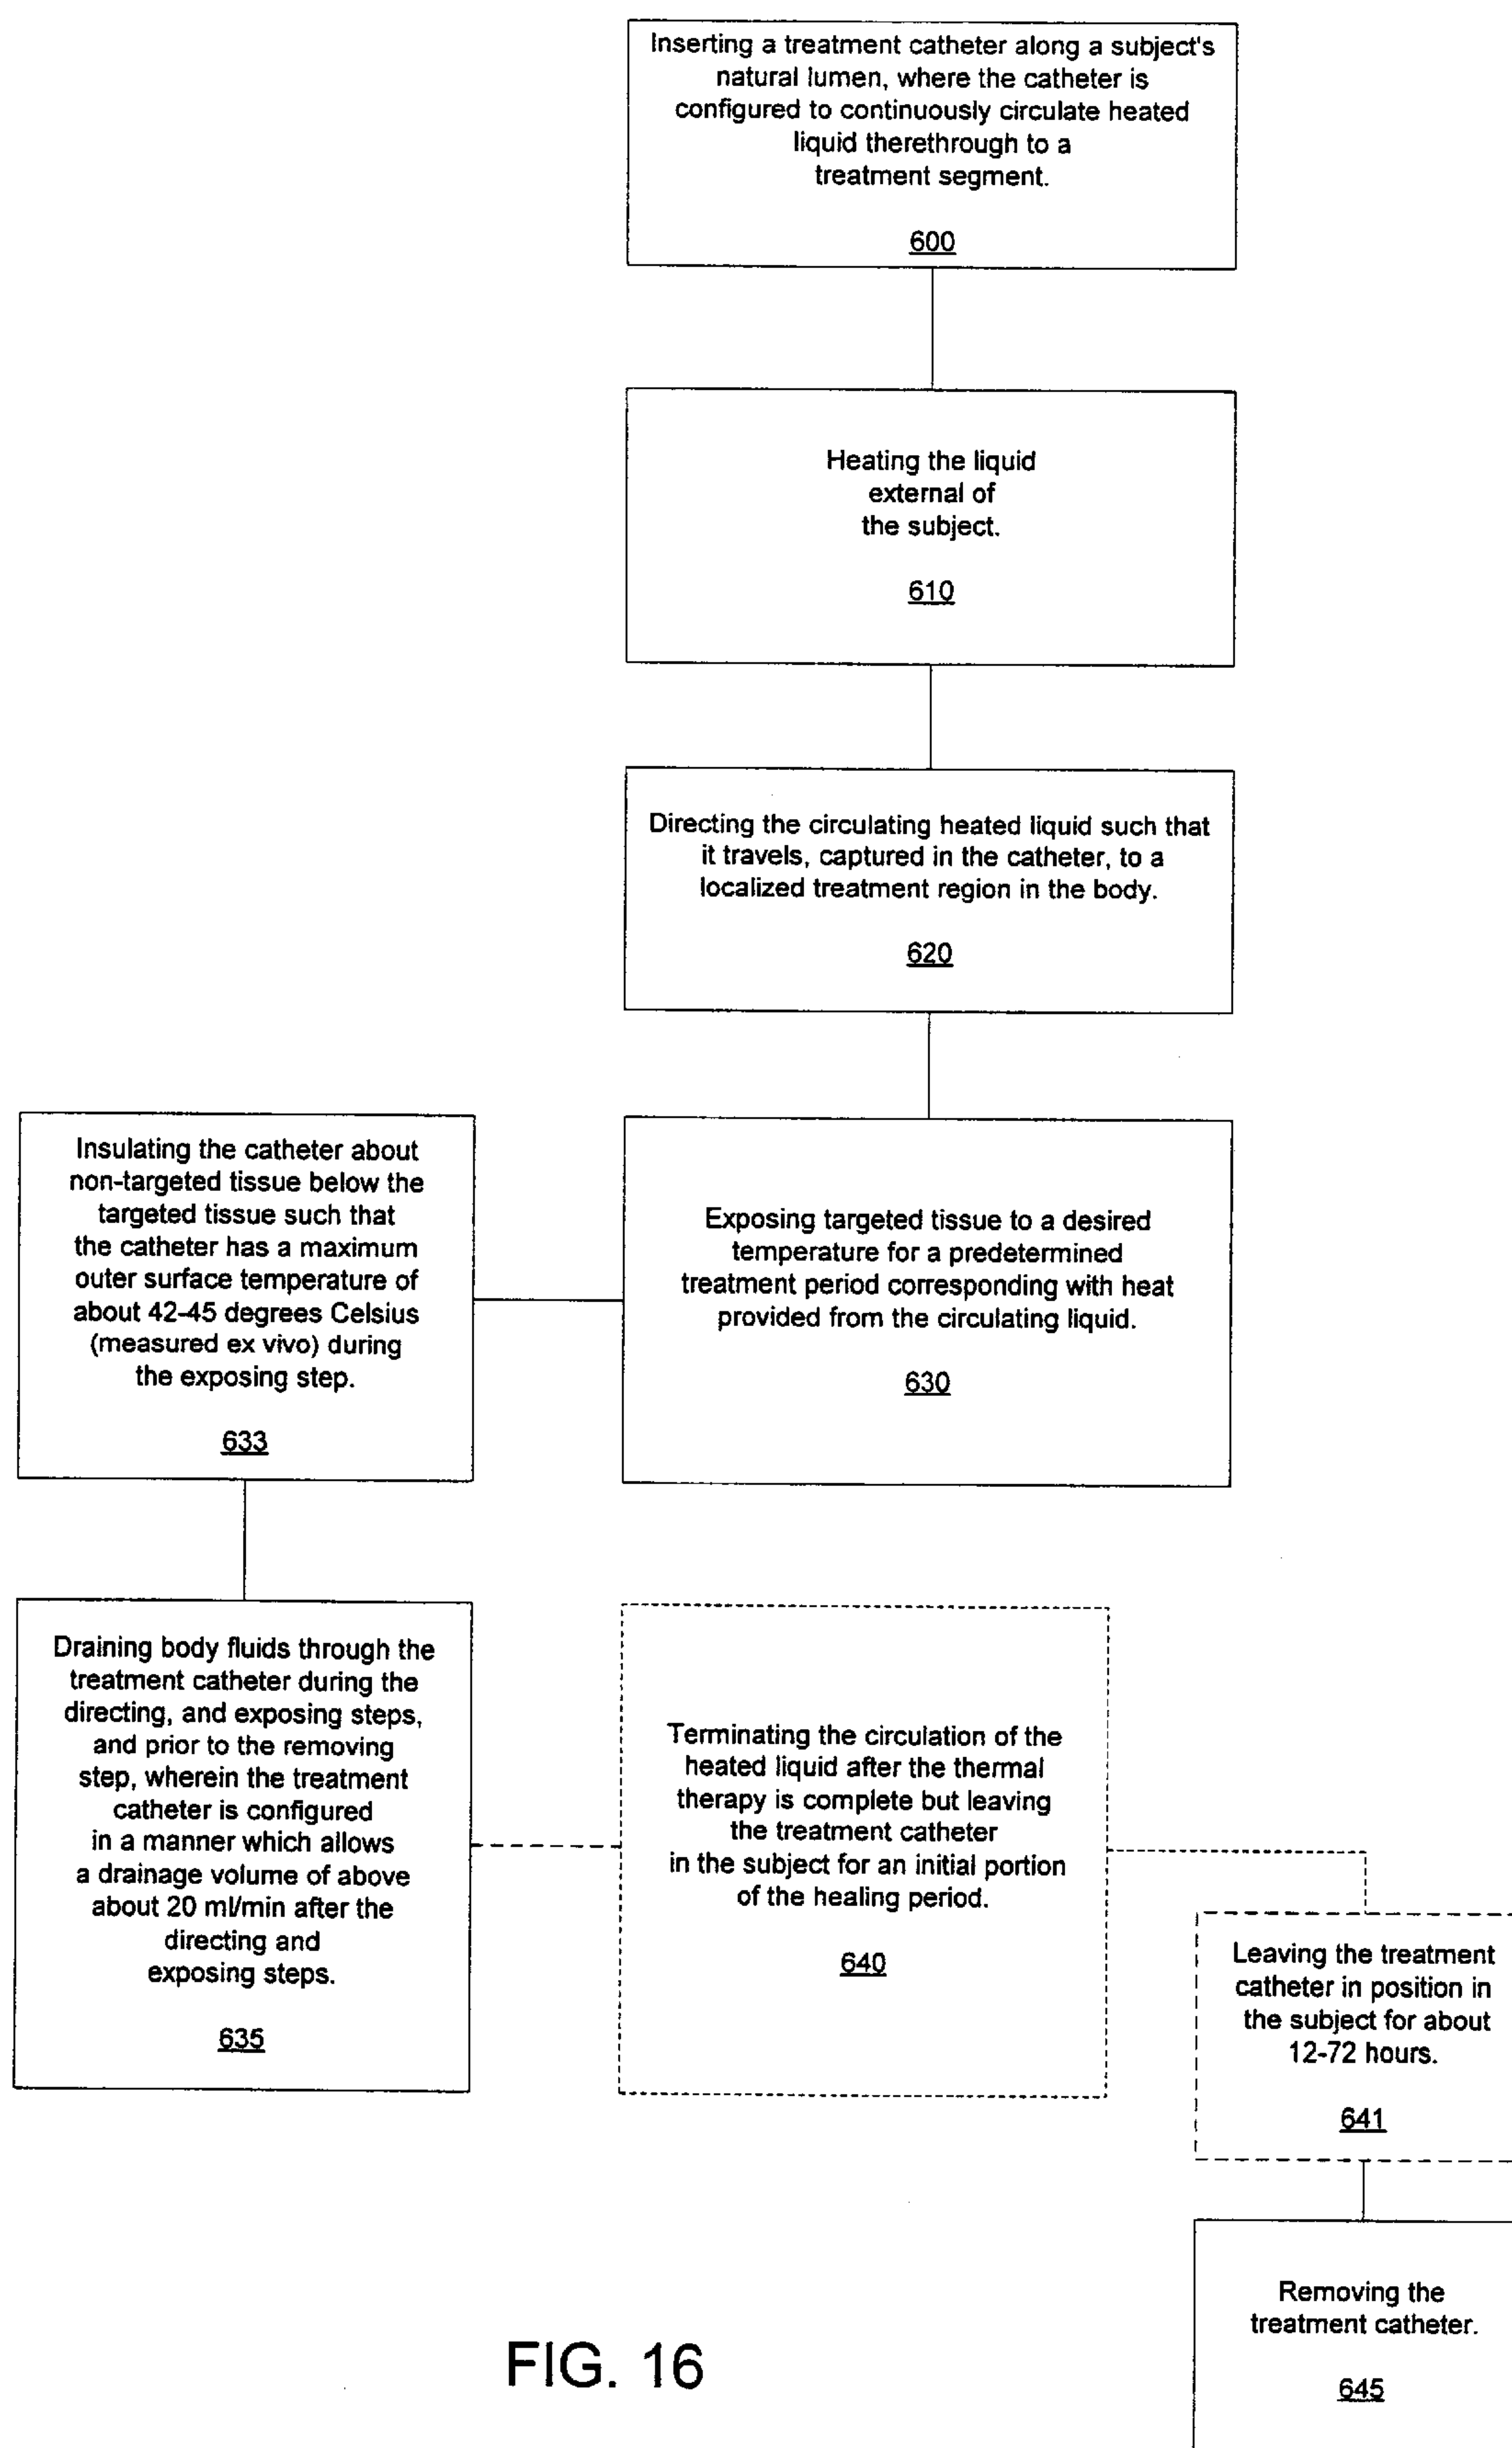 Inserting a treatment catheter along a subject's
natural lumen, where the catheter is
configured to continuously circulate heated
liquid therethrough to a
treatment segment.
600
Heating the liquid
external of
the subject.
610
Directing the circulating heated liquid such that
it travels, captured in the catheter, to a
localized treatment region in the body.
620
Exposing targeted tissue to a desired
temperature for a predetermined
treatment period corresponding with heat
provided from the circulating liquid.
630
Insulating the catheter about
non-targeted tissue below the
targeted tissue such that
the catheter has a maximum
outer surface temperature of
about 42-45 degrees Celsius
(measured ex vivo) during
the exposing step.
633
Draining body fluids through the
treatment catheter during the
directing, and exposing steps,
and prior to the removing
step, wherein the treatment
catheter is configured
in a manner which allows
a drainage volume of above
about 20 ml/min after the
directing and
exposing steps.
635
Terminating the circulation of the
heated liquid after the thermal
therapy is complete but leaving
the treatment catheter
in the subject for an initial portion
of the healing period.
640
Leaving the treatment
catheter in position in
the subject for about
12-72 hours.
641
Removing the
treatment catheter.
645
FIG. 16